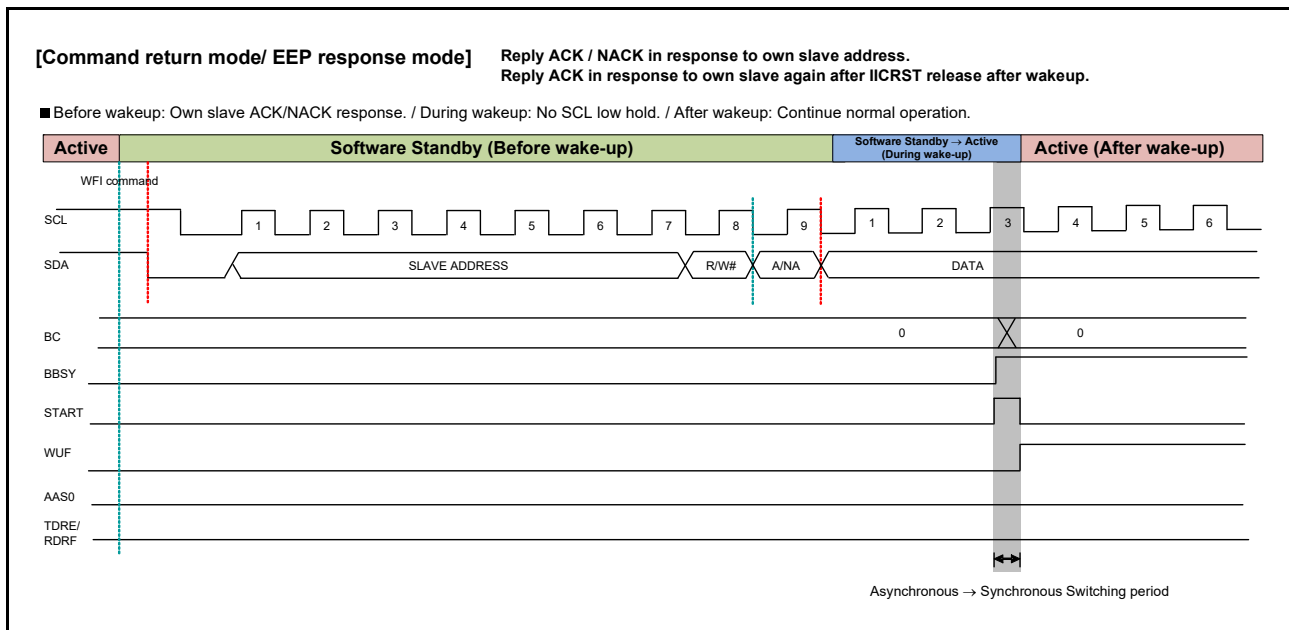 [Command return mode/ EEP response mode]
Reply ACK / NACK in response to own slave address.
Reply ACK in response to own slave again after IICRST release after wakeup.
■ Before wakeup: Own slave ACK/NACK response. / During wakeup: No SCL low hold. / After wakeup: Continue normal operation.
Active
Software Standby (Before wake-up)
Software Standby → Active
(During wake-up)
Active (After wake-up)
WFI command
SCL
1 2 3 4 5 6 7 8 9 1 2 3 4 5 6
SDA
SLAVE ADDRESS R/W# A/NA DATA
BC
0 0
BBSY
START
WUF
AAS0
TDRE/
RDRF
Asynchronous → Synchronous Switching period